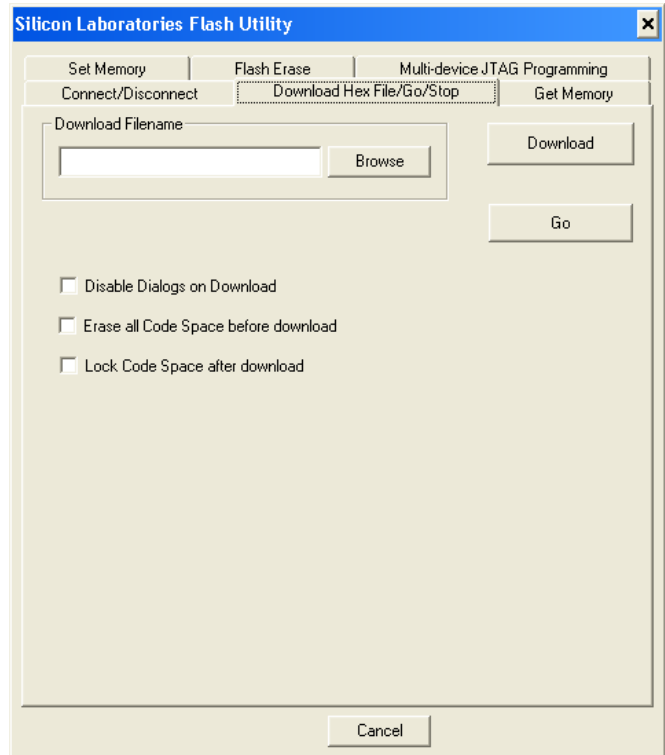 Silicon Laboratories Flash Utility
Set Memory Flash Erase Multi-device JTAG Programming
Connect/Disconnect Download Hex File/Go/Stop Get Memory
Download Filename
Browse
Download
Go
Disable Dialogs on Download
Erase all Code Space before download
Lock Code Space after download
Cancel